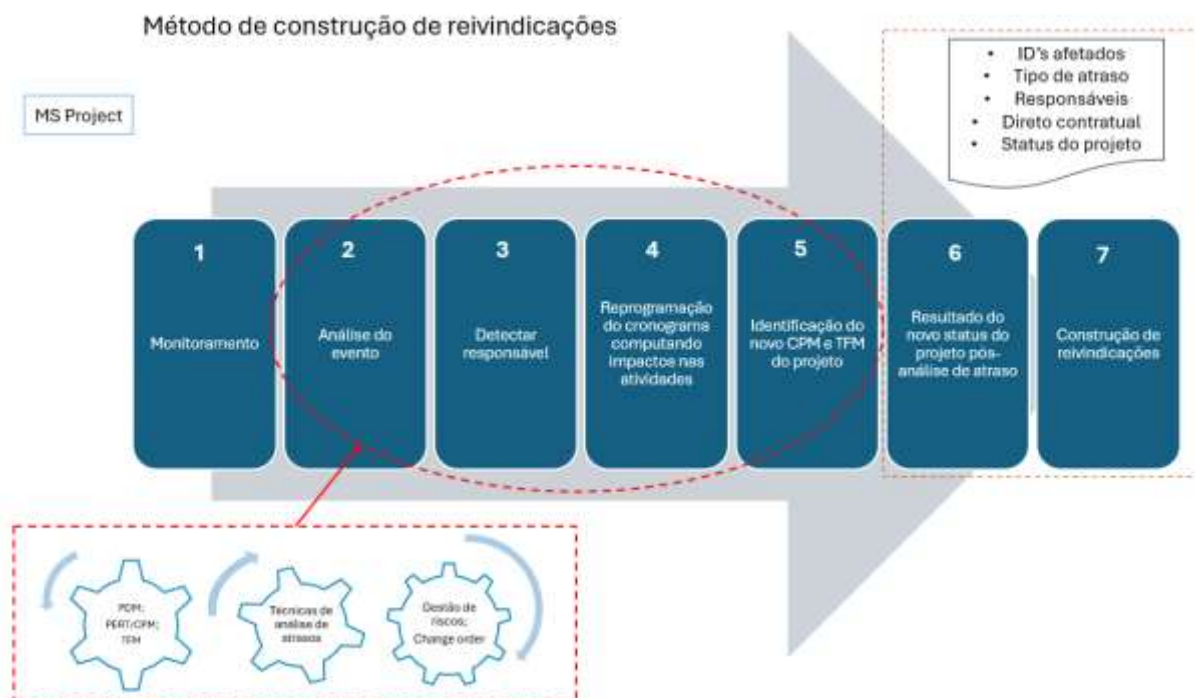 Método de construção de reivindicações
MS Project
• ID's afetados
• Tipo de atraso
• Responsáveis
• Direto contratual
• Status do projeto
1
Monitoramento
2
Análise do
evento
3
Detectar
responsável
4
Reprogramação
do cronograma
computando
impactos nas
atividades
5
Identificação do
novo CPM e TFM
do projeto
6
Resultado do
novo status do
projeto pós-
análise de atraso
7
Construção de
reivindicações
PDM;
PERT/CPM;
TFM
Técnicas de
análise de
atrasos
Gestão de
riscos;
Change order